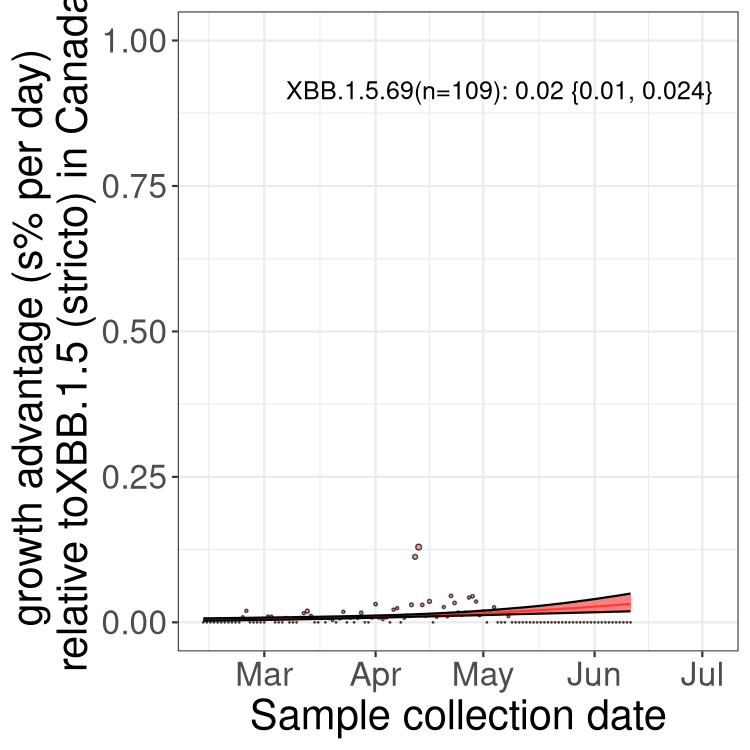 growth advantage (s% per day)
relative toXBB.1.5 (stricto) in Canada
1.00
0.75
0.50
0.25
0.00
XBB.1.5.69(n=109): 0.02 {0.01, 0.024}
Mar
Apr
May
Jun
Jul
Sample collection date